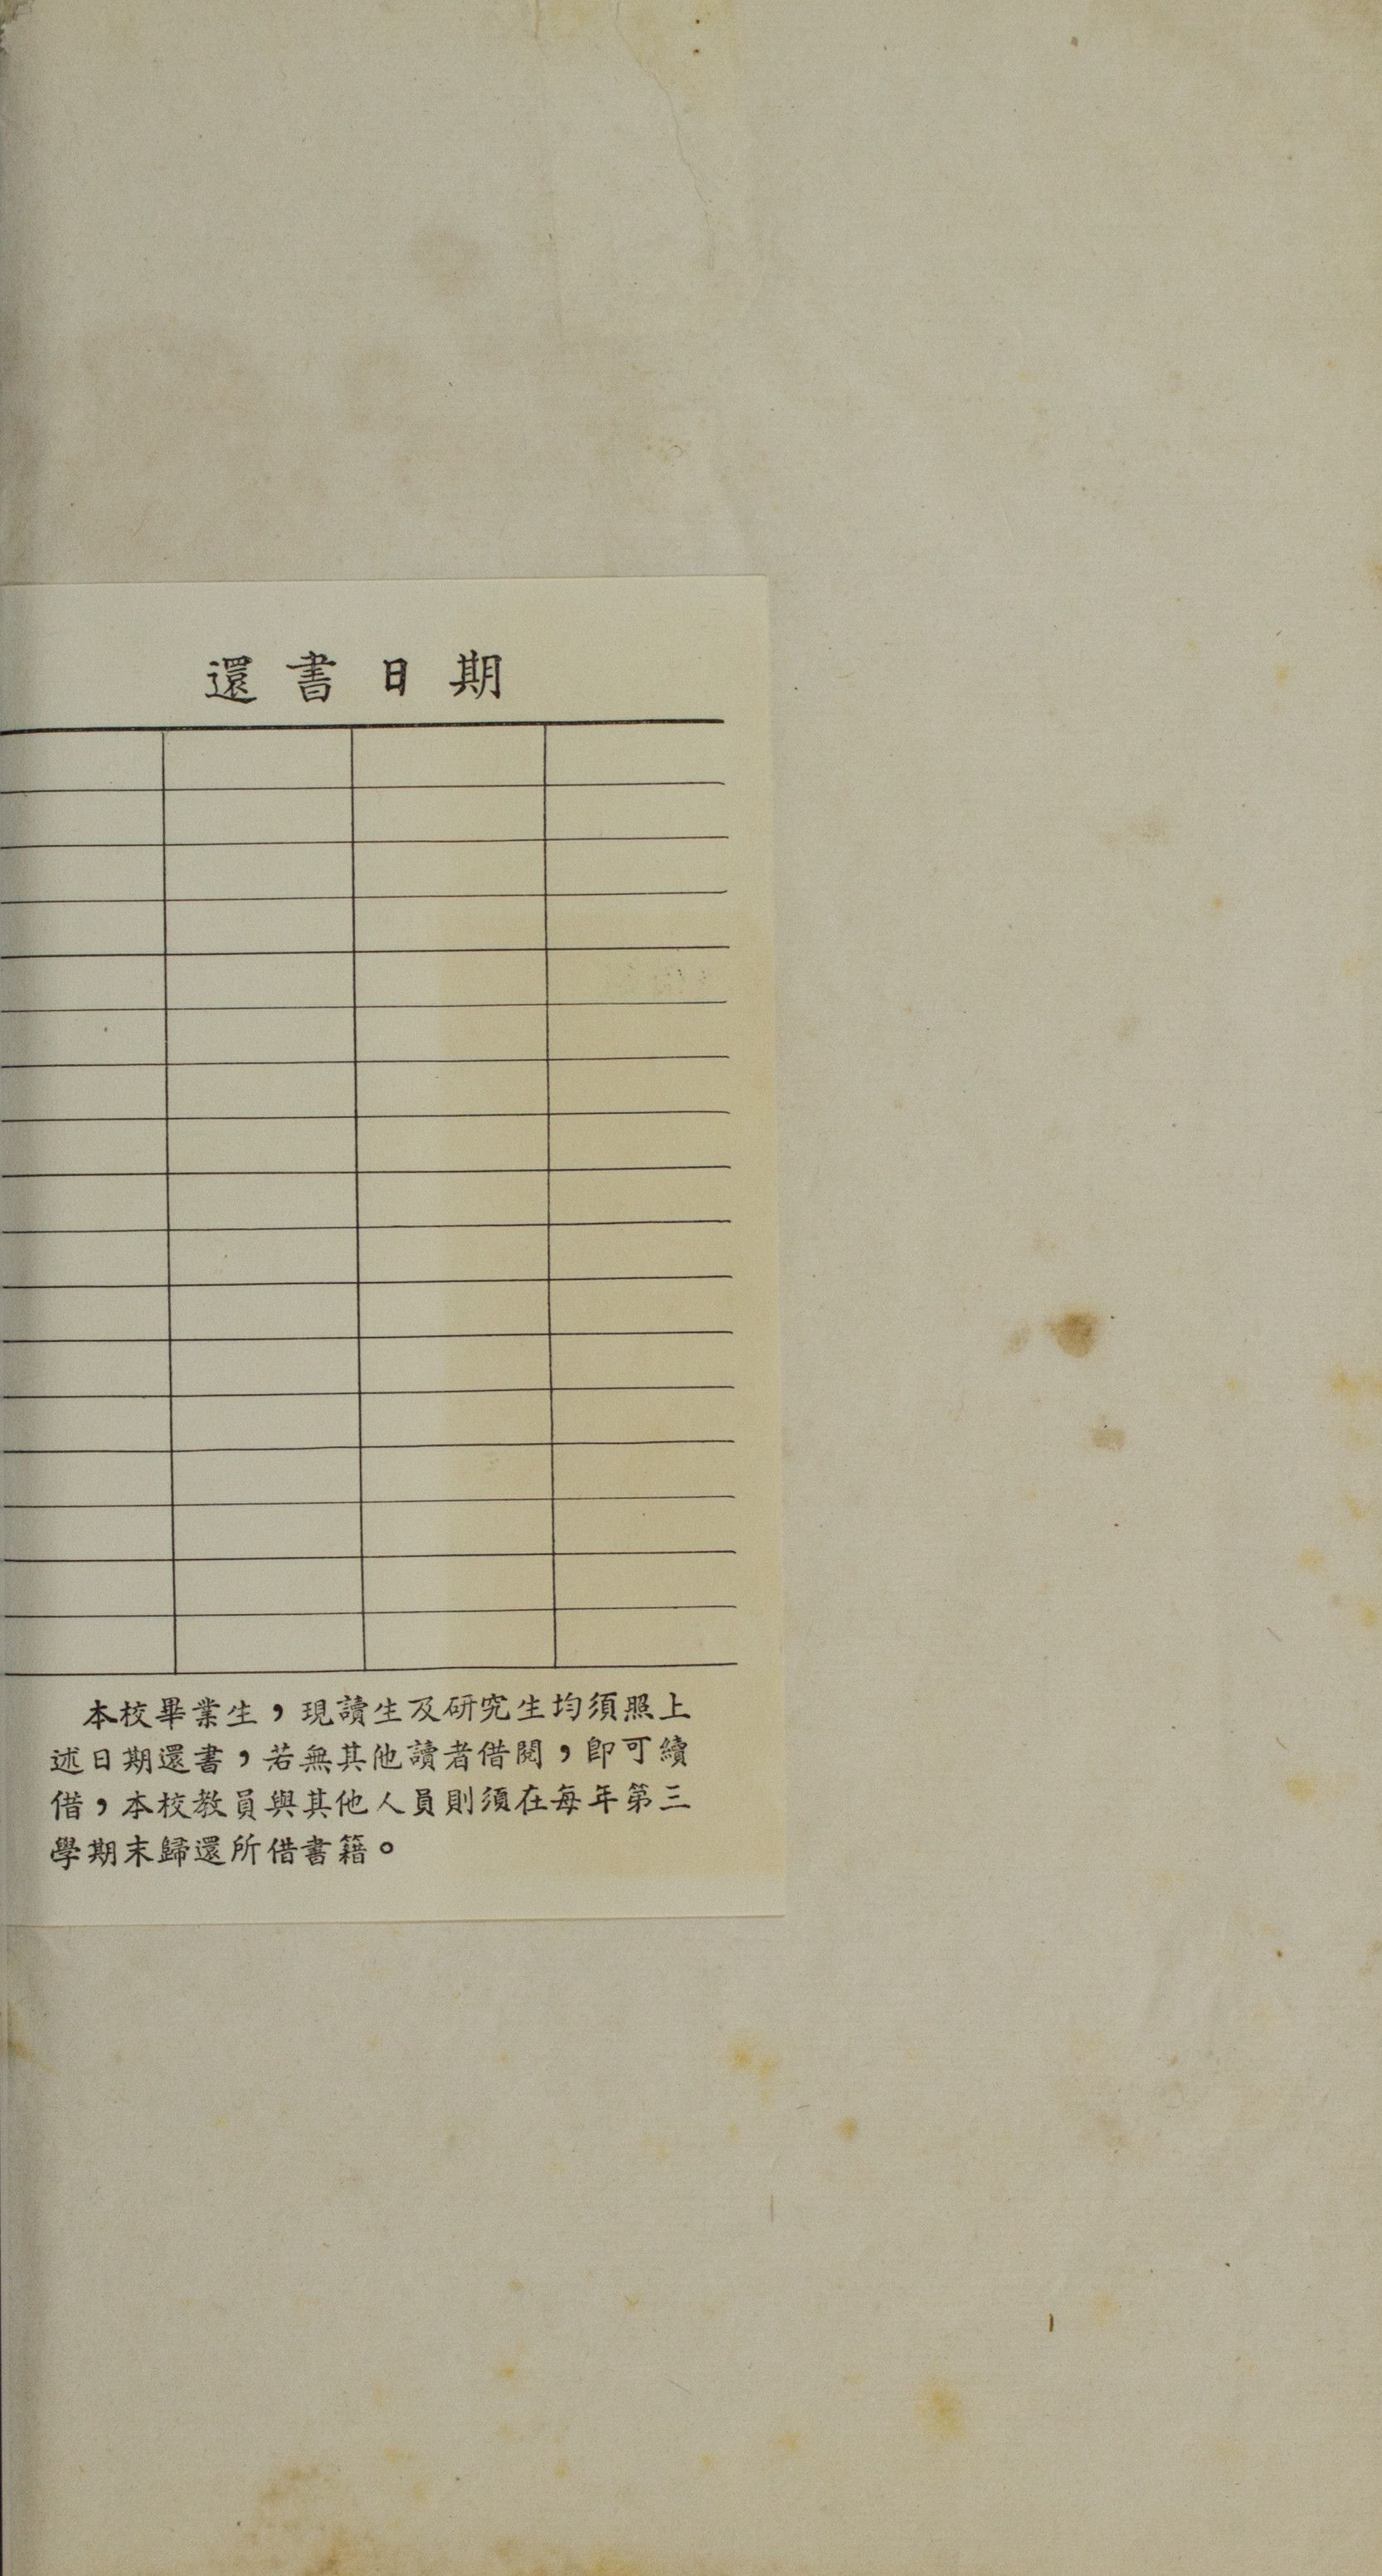 還書日期
本校畢業生，現讀生及研究生均須照上
述日期還書，若無其他讀者借閱，即可續
借，本校教員與其他人員則須在每年第三
學期末歸還所借書籍。